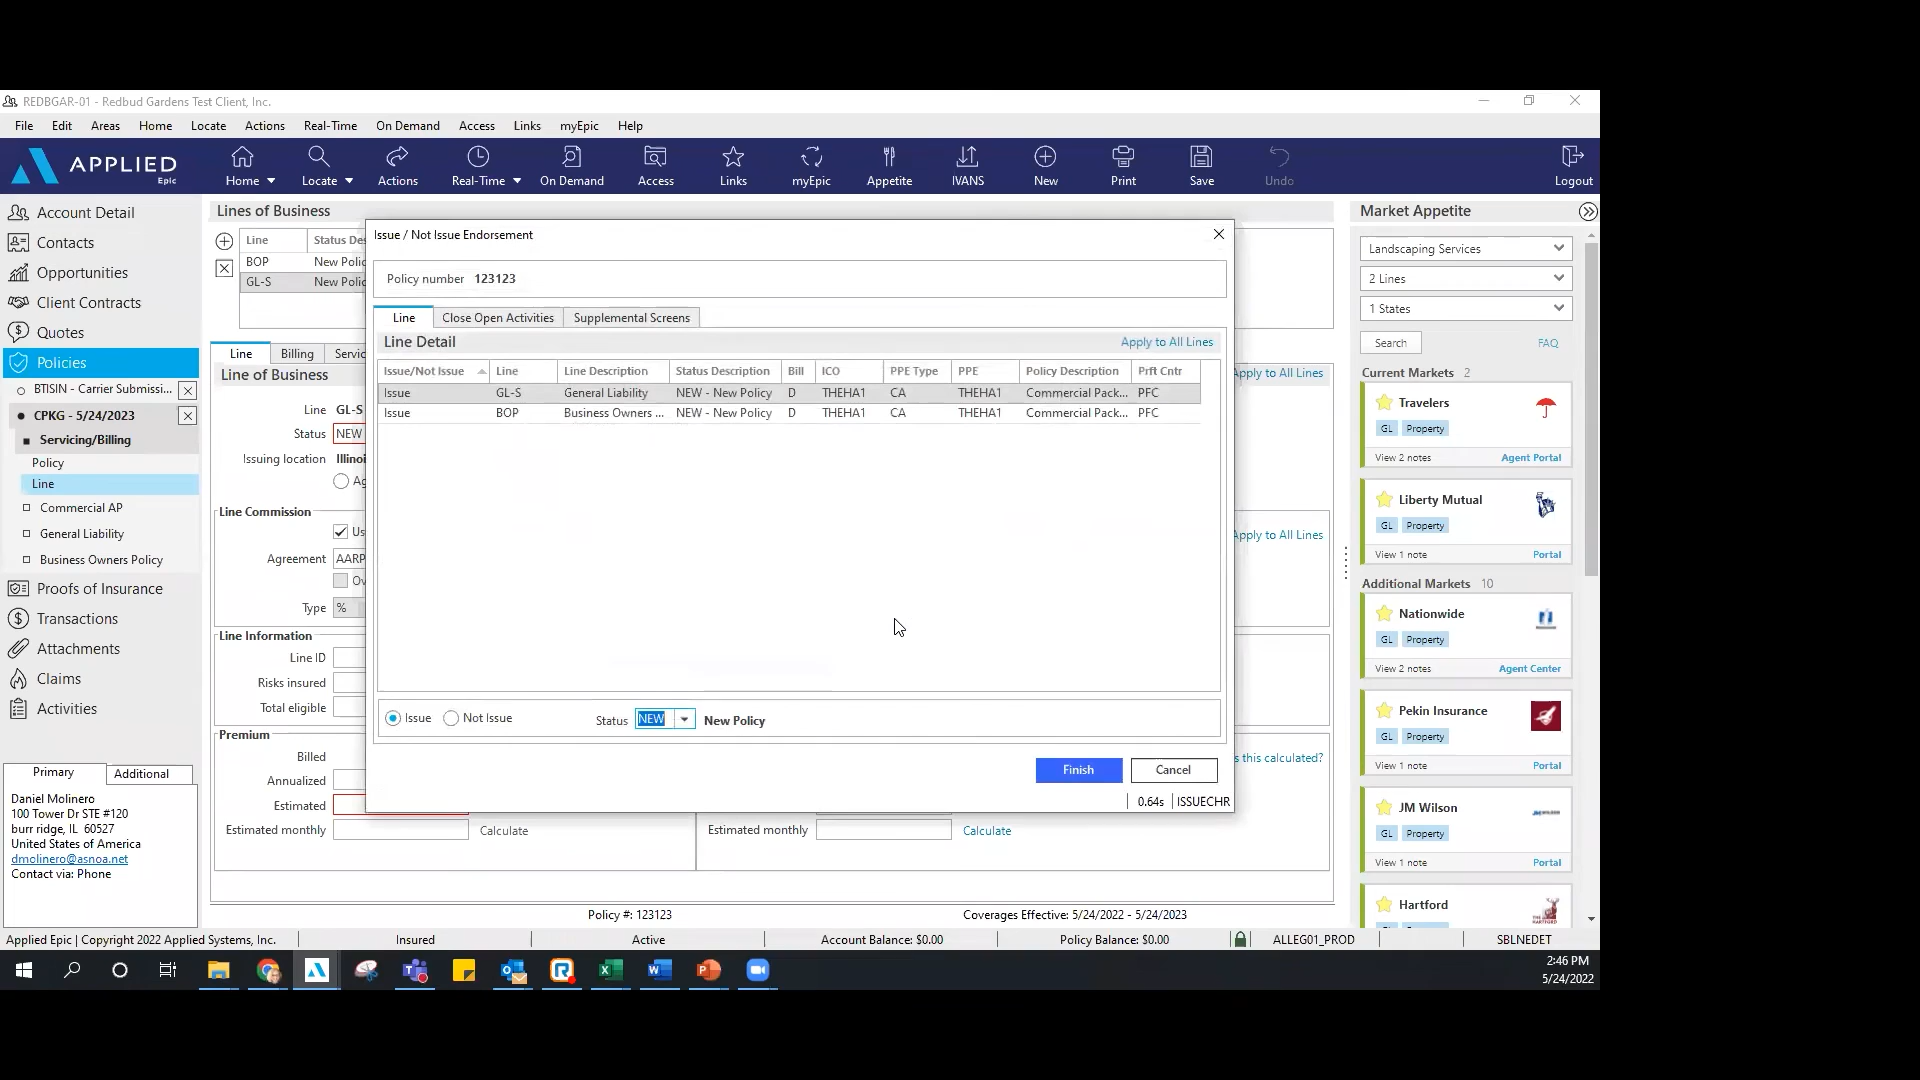 REDBGAR-01 - Redbud Gardens Test Client, Inc.
File Edit Areas Home Locate Actions Real-Time On Demand Access Links myEpic Help
APPLIED Epic
Home Locate Actions Real-Time On Demand Access Links myEpic Appetite IVANS New Print Save Undo Logout
Account Detail
Contacts
Opportunities
Client Contracts
Quotes
Policies
BTISIN - Carrier Submissi...
CPKG - 5/24/2023
Servicing/Billing
Policy
Line
Commercial AP
General Liability
Business Owners Policy
Proofs of Insurance
Transactions
Attachments
Claims
Activities
Primary Additional
Daniel Molinero
100 Tower Dr STE #120
burr ridge, IL 60527
United States of America
dmolinero@asnoa.net
Contact via: Phone
Lines of Business
Line Status Des
BOP New Polic
GL-S New Polic
Line Billing Servic
Line of Business
Apply to All Lines
Line GL-S
Status NEW
Issuing location Illinoi
Ag
Line Commission
Us
Apply to All Lines
Agreement AARP
Ov
Type %
Line Information
Line ID
Risks insured
Total eligible
Premium
Billed
s this calculated?
Annualized
Estimated
Estimated monthly Calculate
Estimated monthly Calculate
Issue / Not Issue Endorsement
Policy number 123123
Line Close Open Activities Supplemental Screens
Line Detail Apply to All Lines
Issue/Not Issue Line Line Description Status Description Bill ICO PPE Type PPE Policy Description Prft Cntr
Issue GL-S General Liability NEW - New Policy D THEHA1 CA THEHA1 Commercial Pack... PFC
Issue BOP Business Owners ... NEW - New Policy D THEHA1 CA THEHA1 Commercial Pack... PFC
Issue Not Issue Status NEW New Policy
Finish Cancel
0.64s ISSUECHR
Policy #: 123123 Coverages Effective: 5/24/2022 - 5/24/2023
Market Appetite
Landscaping Services
2 Lines
1 States
Search FAQ
Current Markets 2
Travelers
GL Property
View 2 notes Agent Portal
Liberty Mutual
GL Property
View 1 note Portal
Additional Markets 10
Nationwide
GL Property
View 2 notes Agent Center
Pekin Insurance
GL Property
View 1 note Portal
JM Wilson
GL Property
View 1 note Portal
Hartford
Applied Epic | Copyright 2022 Applied Systems, Inc. Insured Active Account Balance: $0.00 Policy Balance: $0.00 ALLEG01_PROD SBLNEDET
2:46 PM
5/24/2022